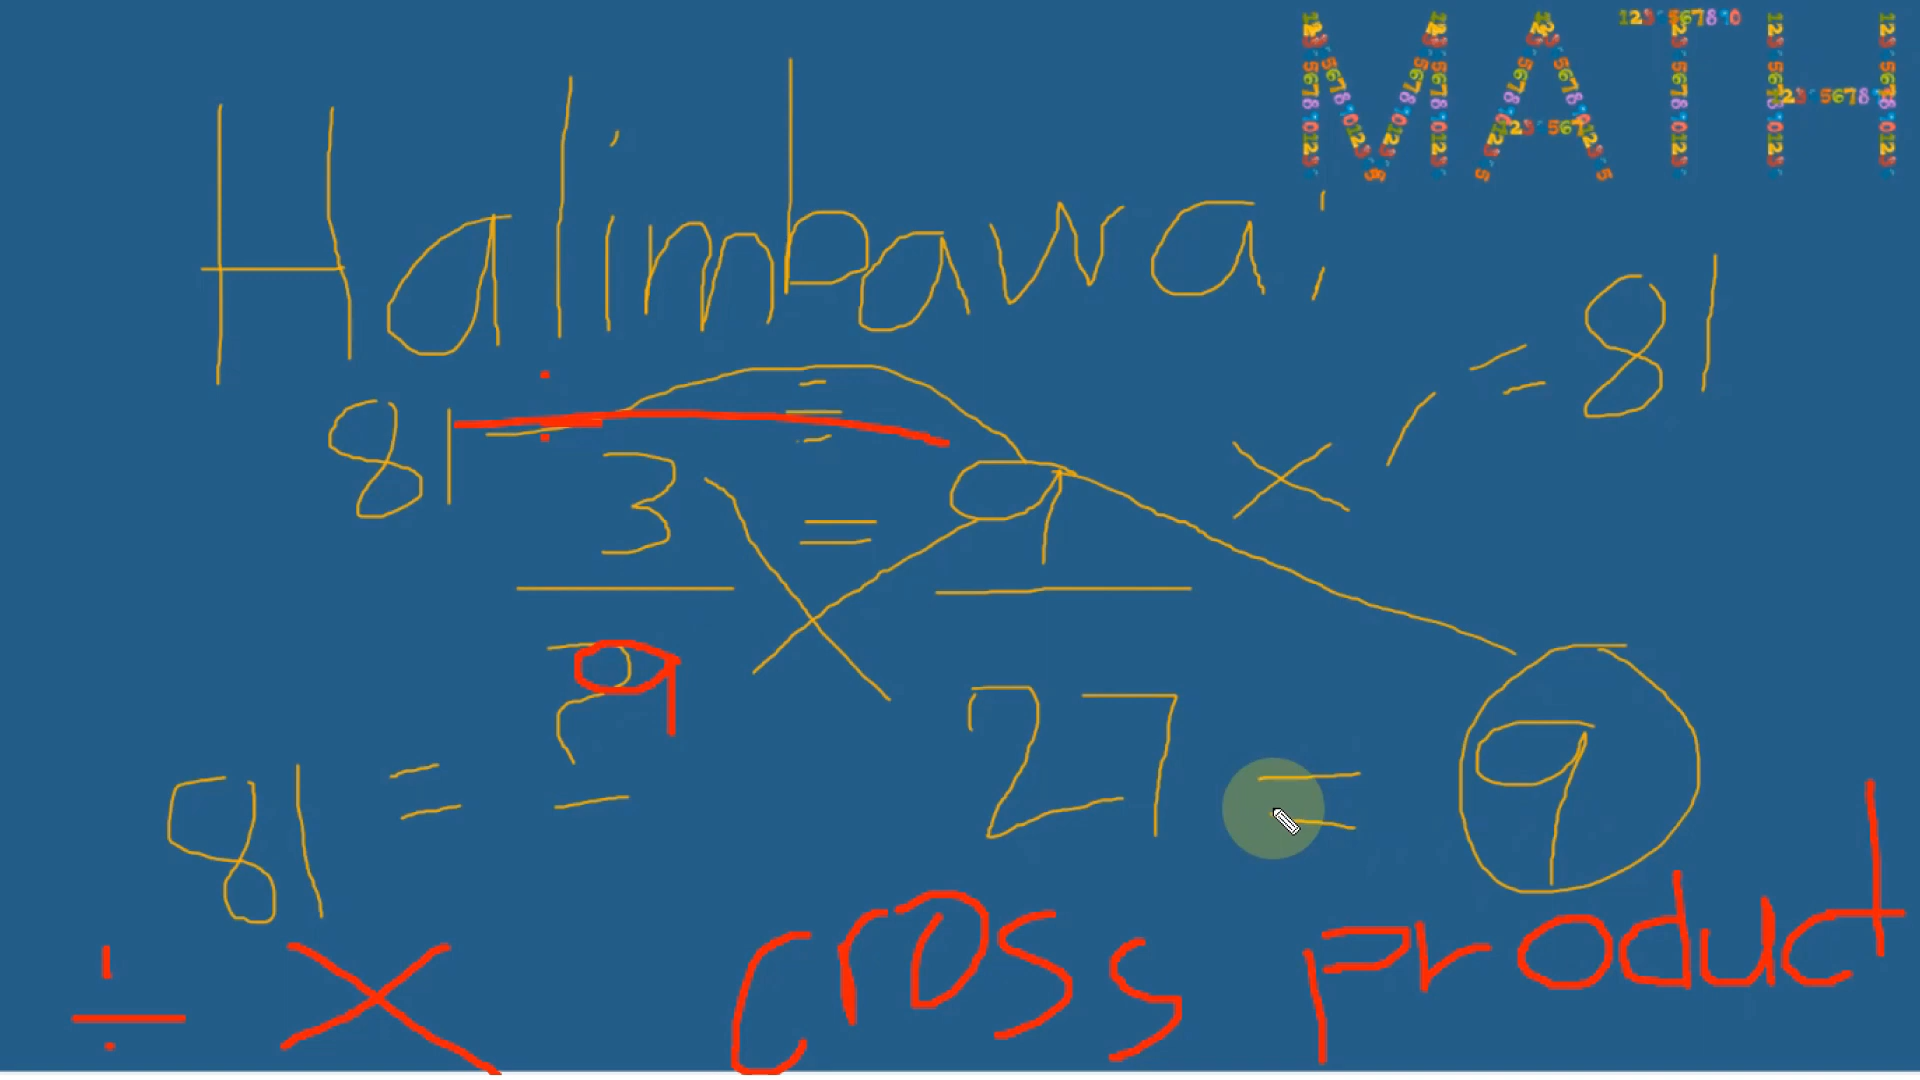 MATH
Halimbawa:
81 ÷ = 9 × , = 81
3 = 9
? 9 27 = 9
81 =
÷ × cross product